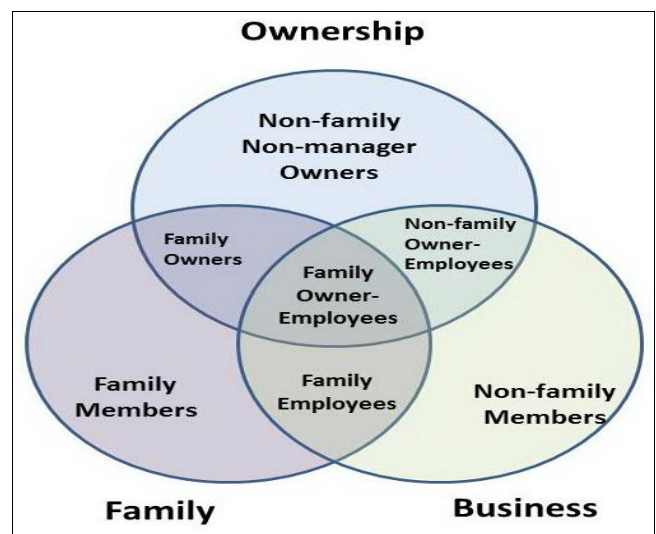 Ownership
Non-family
Non-manager
Owners
Family
Owners
Non-family
Owner-
Employees
Family
Owner-
Employees
Family
Members
Family
Employees
Non-family
Members
Family
Business